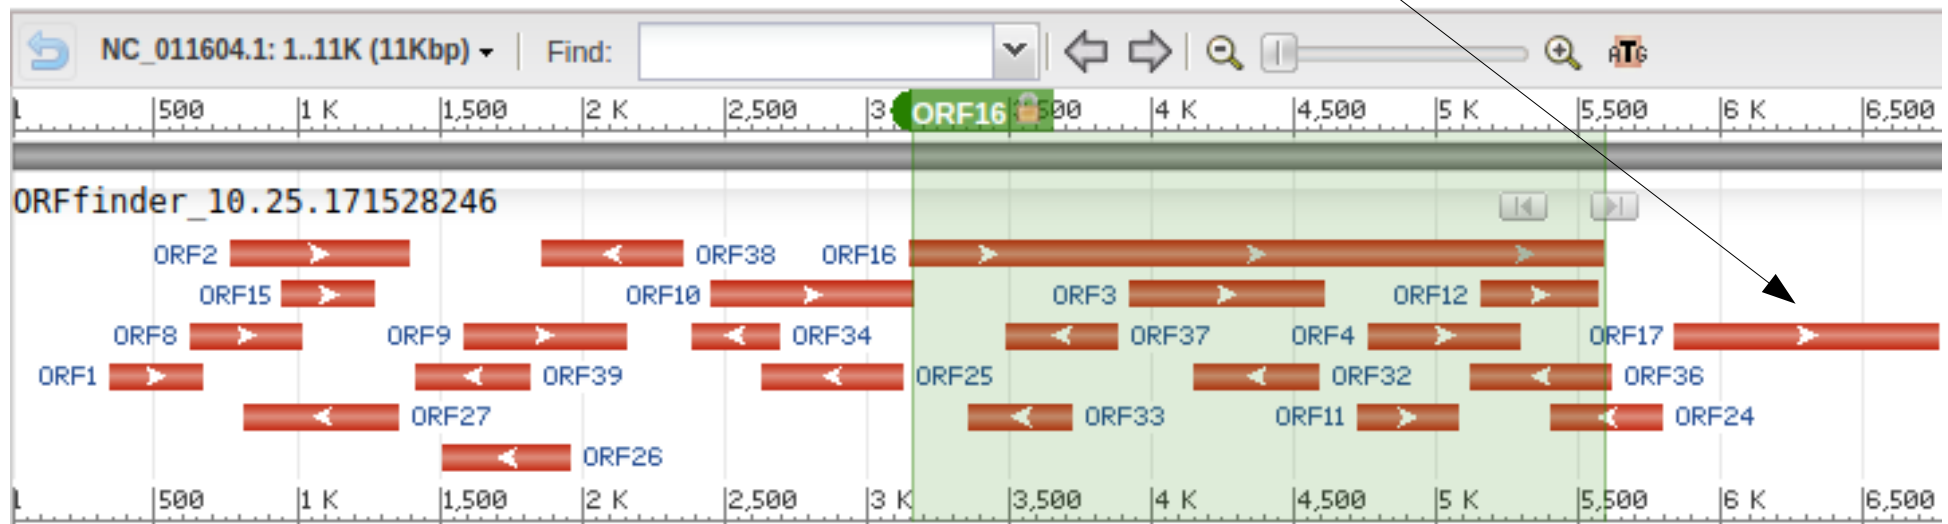 NC_011604.1: 1..11K (11Kbp) Find: ATG
1 500 1 K 1,500 2 K 2,500 3 ORF16 500 4 K 4,500 5 K 5,500 6 K 6,500
ORFfinder_10.25.171528246
ORF2 ORF38 ORF16
ORF15 ORF10 ORF3 ORF12
ORF8 ORF9 ORF34 ORF37 ORF4 ORF17
ORF1 ORF39 ORF25 ORF32 ORF36
ORF27 ORF33 ORF11 ORF24
ORF26
1 500 1 K 1,500 2 K 2,500 3 K 3,500 4 K 4,500 5 K 5,500 6 K 6,500